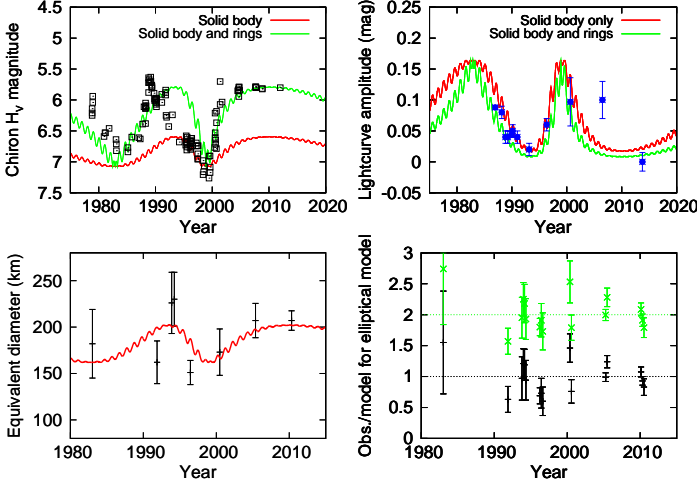 Solid body
Solid body and rings
Chiron Hv magnitude
4.5
5
5.5
6
6.5
7
7.5
1980 1990 2000 2010 2020
Year
Solid body only
Solid body and rings
Lightcurve amplitude (mag)
0.25
0.2
0.15
0.1
0.05
0
-0.05
1980 1990 2000 2010 2020
Year
Equivalent diameter (km)
250
200
150
100
1980 1990 2000 2010
Year
Obs./model for elliptical model
3
2.5
2
1.5
1
0.5
0
1980 1990 2000 2010
Year